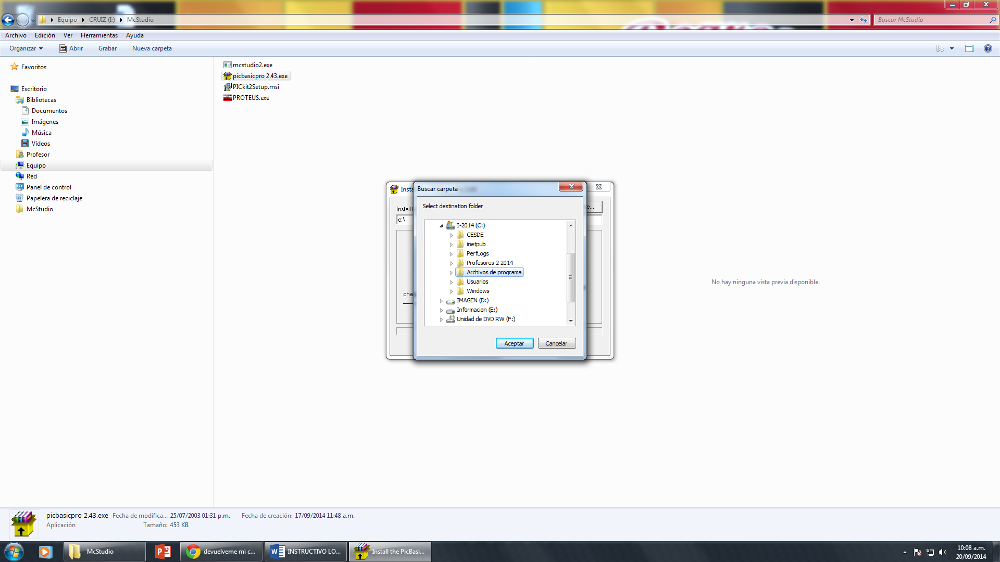 Equipo CRUIZ (I:) McStudio
Buscar McStudio
Archivo Edición Ver Herramientas Ayuda
Organizar Abrir Grabar Nueva carpeta
Favoritos
Escritorio
Bibliotecas
Documentos
Imágenes
Música
Vídeos
Profesor
Equipo
Red
Panel de control
Papelera de reciclaje
McStudio
mcstudio2.exe
picbasicpro 2.43.exe
PICkit2Setup.msi
PROTEUS.exe
No hay ninguna vista previa disponible.
Insta
Install
c:\
cha
e...
Buscar carpeta
Select destination folder
I-2014 (C:)
CESDE
inetpub
PerfLogs
Profesores 2 2014
Archivos de programa
Usuarios
Windows
IMAGEN (D:)
Informacion (E:)
Unidad de DVD RW (F:)
Aceptar Cancelar
picbasicpro 2.43.exe Fecha de modifica... 25/07/2003 01:31 p.m. Fecha de creación: 17/09/2014 11:48 a.m.
Aplicación Tamaño: 453 KB
McStudio
devuelveme mi c...
INSTRUCTIVO LO...
Install the PicBasi...
10:08 a.m.
20/09/2014